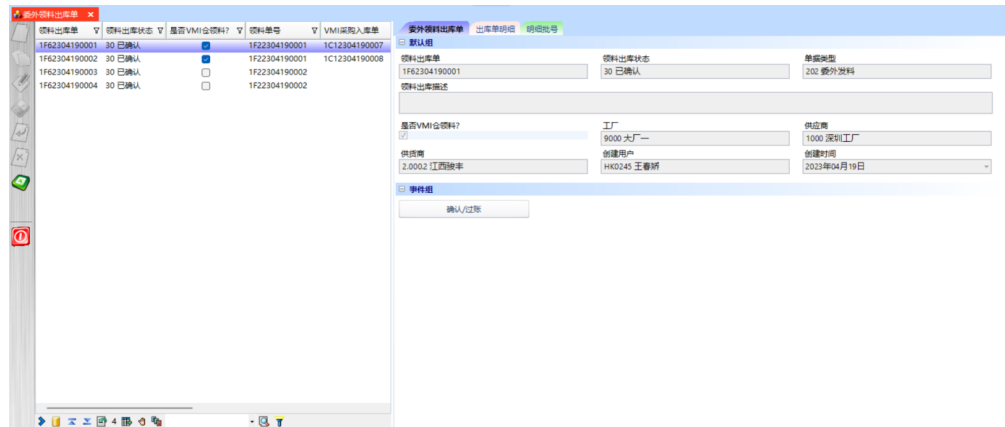 委外领料出库单 ×
领料出库单 领料出库状态 是否VMI仓领料? 领料单号 VMI采购入库单
1F62304190001 30 已确认 1F22304190001 1C12304190007
1F62304190002 30 已确认 1F22304190001 1C12304190008
1F62304190003 30 已确认 1F22304190002
1F62304190004 30 已确认 1F22304190002
4
委外领料出库单 出库单明细 明细批号
默认组
领料出库单 领料出库状态 单据类型
1F62304190001 30 已确认 202 委外发料
领料出库描述
是否VMI仓领料? 工厂 供应商
9000 大厂一 1000 深圳工厂
供货商 创建用户 创建时间
2.0002 江西骏丰 HK0245 王春娇 2023年04月19日
事件组
确认/过账